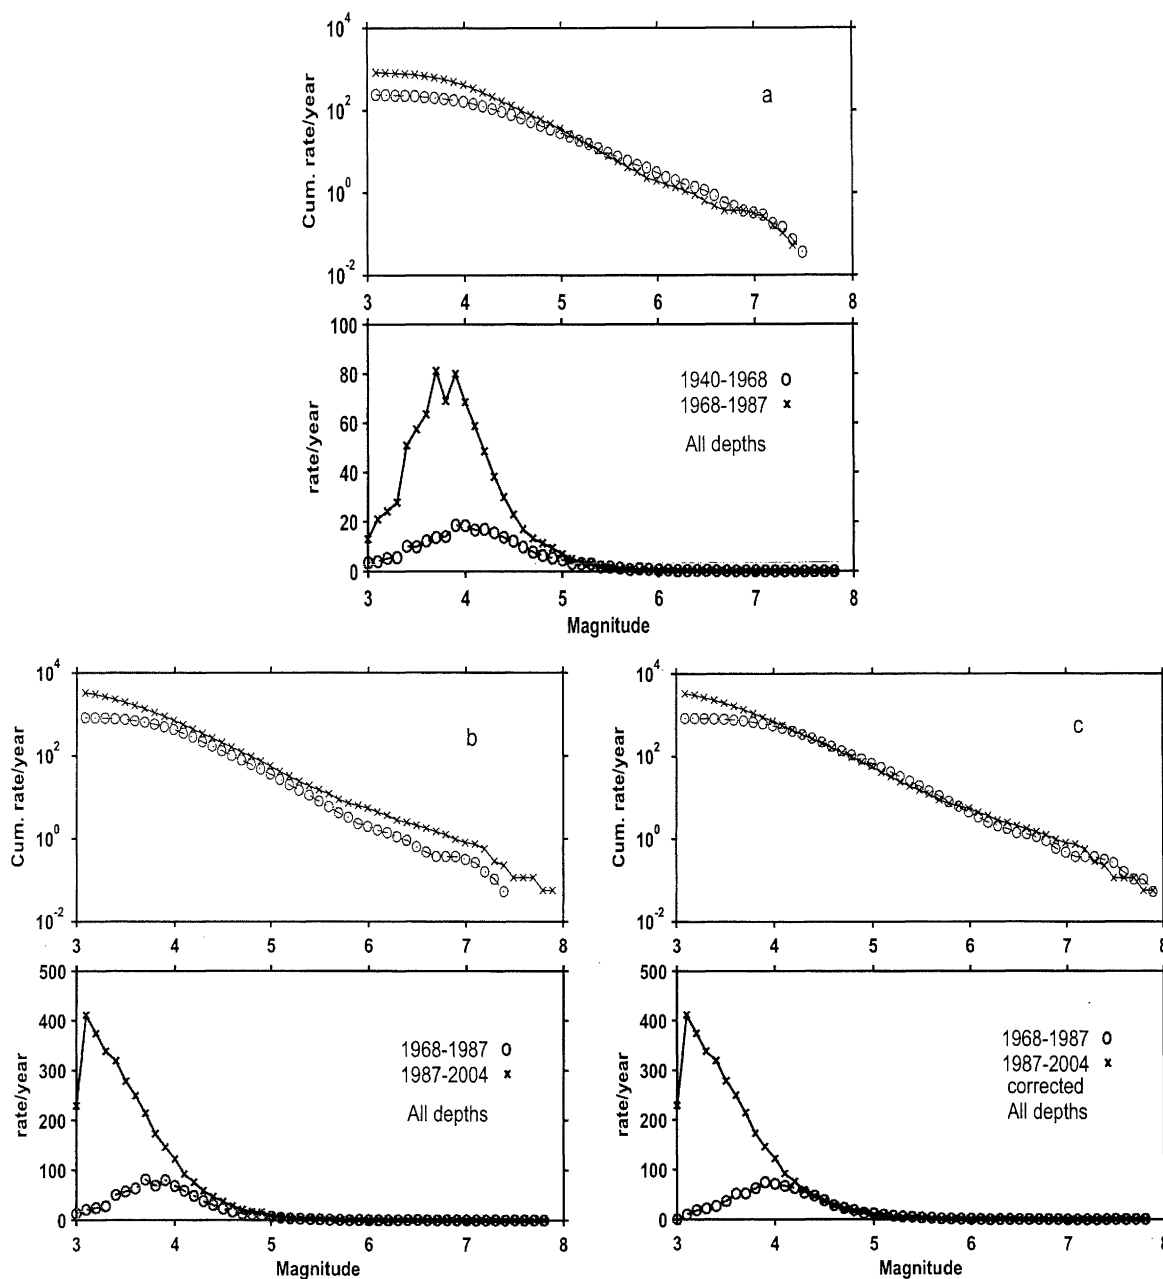 10^4
10^2
10^0
10^-2
Cum. rate/year
a
3 4 5 6 7 8
100
80
60
40
20
0
rate/year
1940-1968 o
1968-1987 x
All depths
3 4 5 6 7 8
Magnitude
10^4
10^2
10^0
10^-2
Cum. rate/year
b
3 4 5 6 7 8
500
400
300
200
100
0
rate/year
1968-1987 o
1987-2004 x
All depths
3 4 5 6 7 8
Magnitude
10^4
10^2
10^0
10^-2
Cum. rate/year
c
3 4 5 6 7 8
500
400
300
200
100
0
rate/year
1968-1987 o
1987-2004 x
corrected
All depths
3 4 5 6 7 8
Magnitude